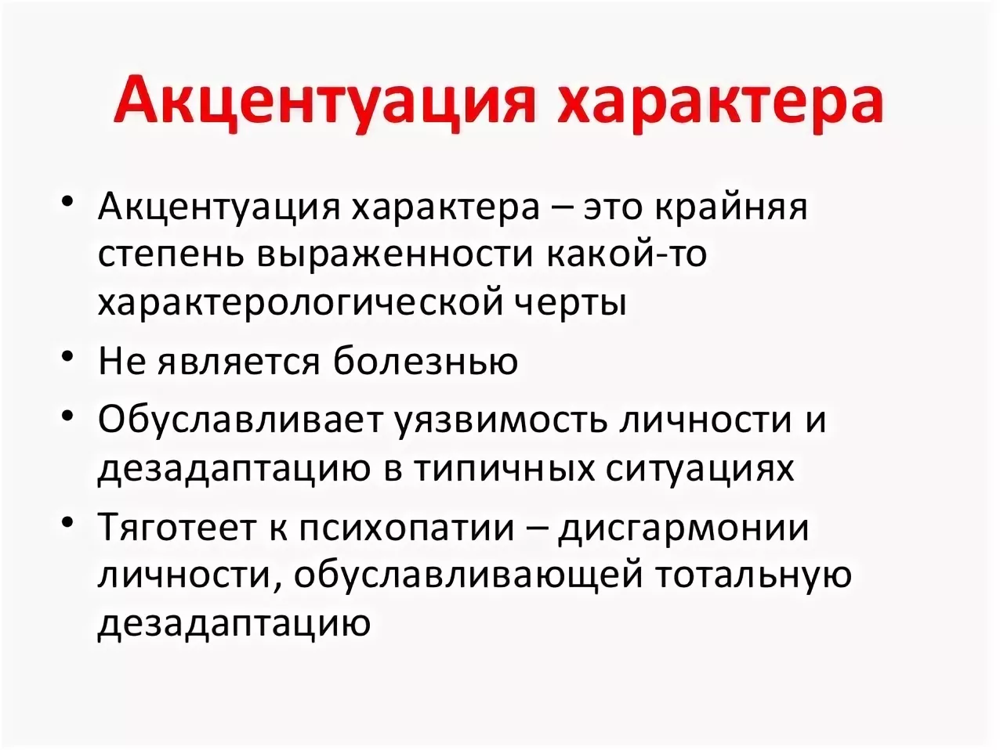 Акцентуация характера
• Акцентуация характера – это крайняя
степень выраженности какой-то
характерологической черты
• Не является болезнью
• Обуславливает уязвимость личности и
дезадаптацию в типичных ситуациях
• Тяготеет к психопатии – дисгармонии
личности, обуславливающей тотальную
дезадаптацию